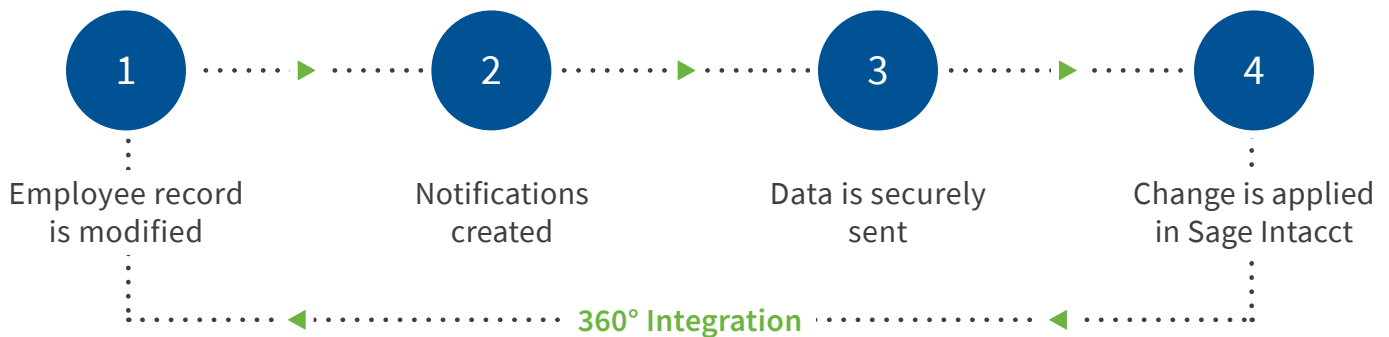 1
2
3
4
Employee record
is modified
Notifications
created
Data is securely
sent
Change is applied
in Sage Intacct
360° Integration